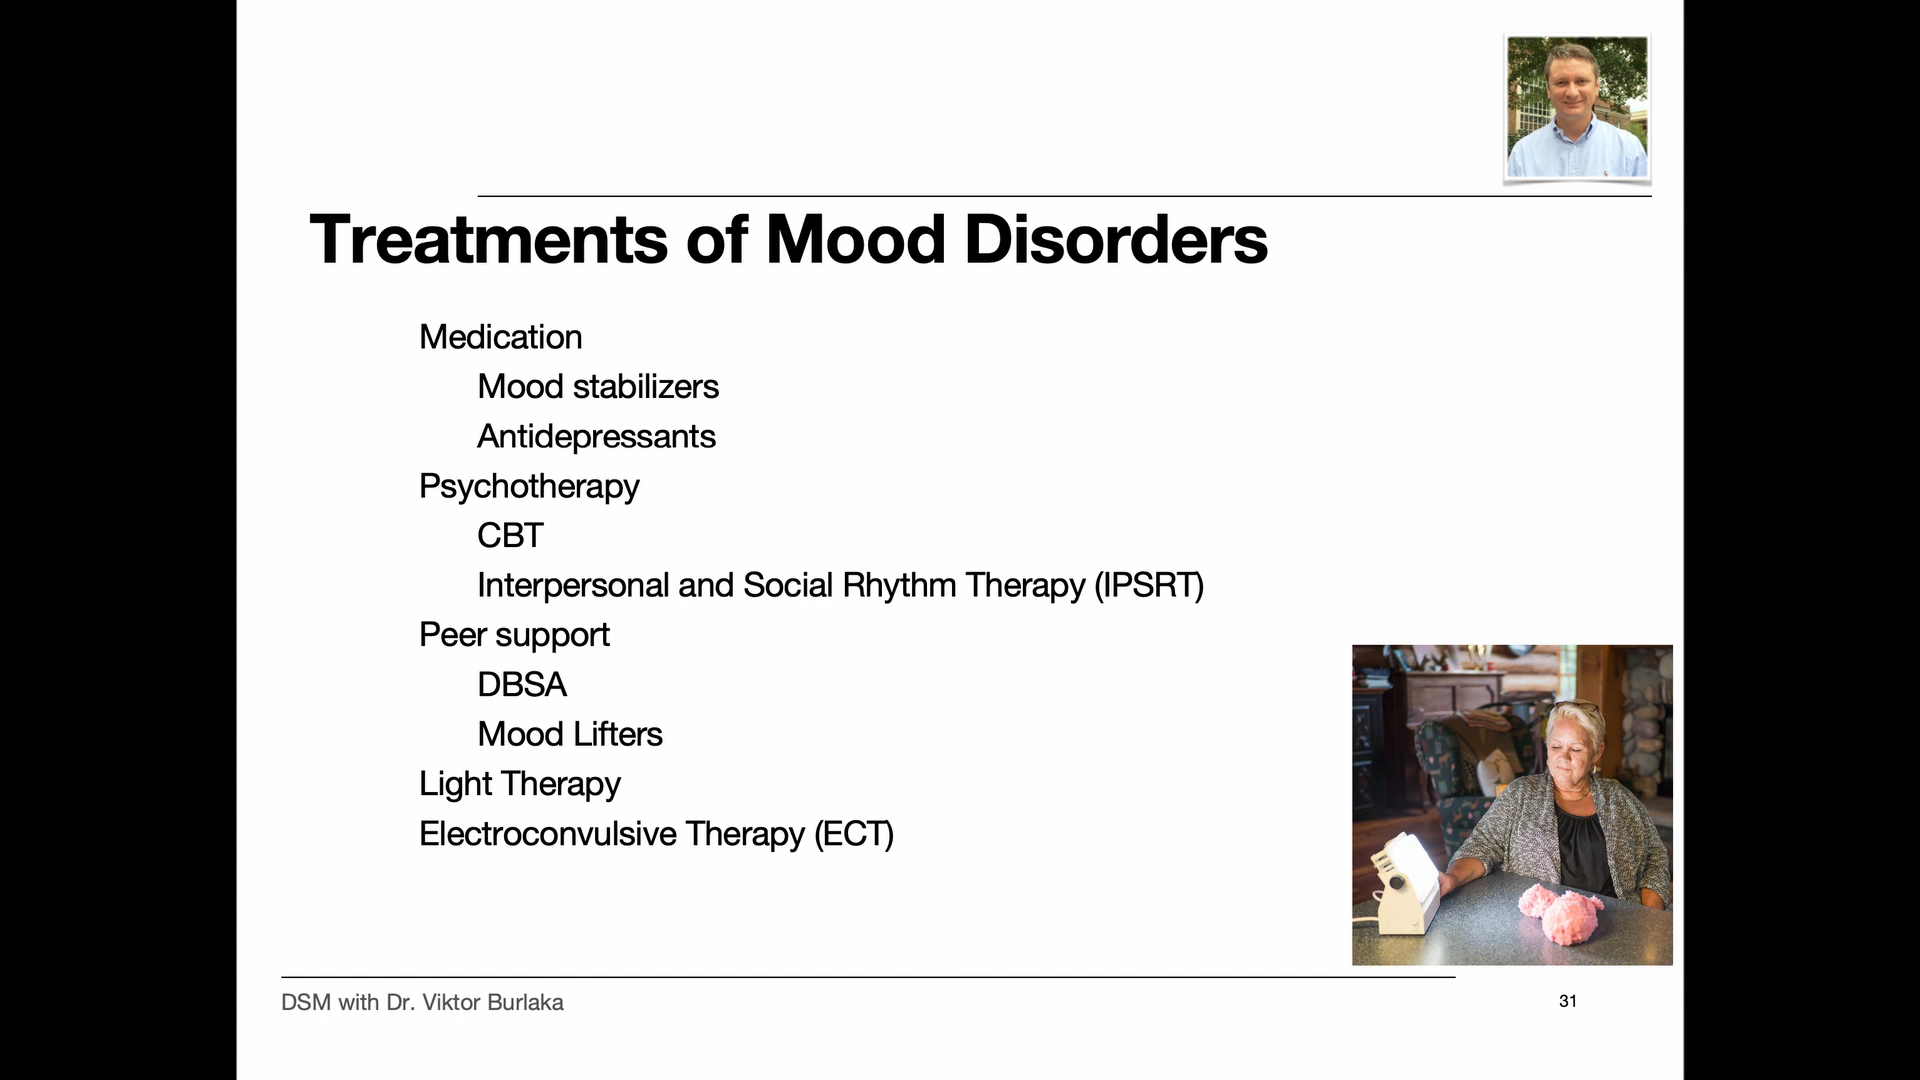 Treatments of Mood Disorders
Medication
Mood stabilizers
Antidepressants
Psychotherapy
CBT
Interpersonal and Social Rhythm Therapy (IPSRT)
Peer support
DBSA
Mood Lifters
Light Therapy
Electroconvulsive Therapy (ECT)
DSM with Dr. Viktor Burlaka
31